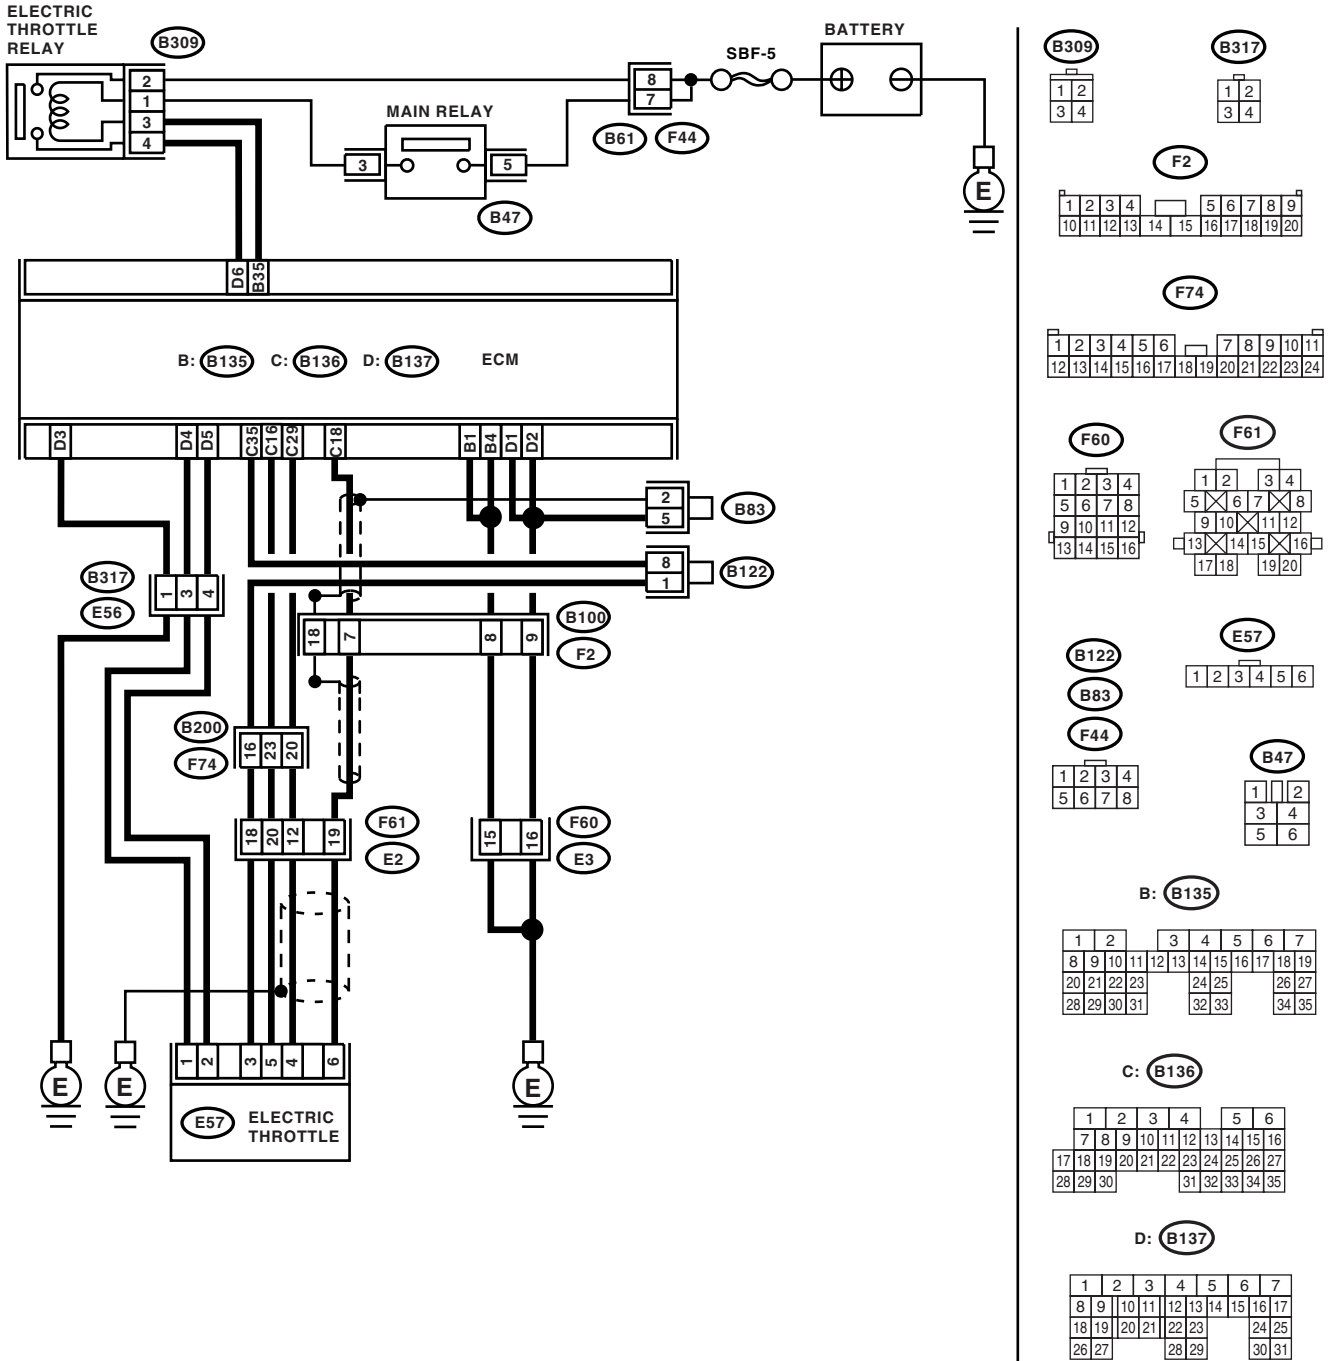 ELECTRIC
THROTTLE
RELAY
B309
2
1
3
4
MAIN RELAY
3
5
B47
8
7
B61 F44
SBF-5
BATTERY
E
D6 B35
B: B135 C: B136 D: B137 ECM
D3 D4 D5 C35 C16 C29 C18 B1 B4 D1 D2
2
5
B83
8
1
B122
B317
E56
1 3 4
18 7 8 9
B100
F2
B200
F74
16 23 20
18 20 12 19
F61
E2
15 16
F60
E3
E E E
1 2 3 5 4 6
E57 ELECTRIC
THROTTLE
B309
1 2
3 4
B317
1 2
3 4
F2
1 2 3 4 5 6 7 8 9
10 11 12 13 14 15 16 17 18 19 20
F74
1 2 3 4 5 6 7 8 9 10 11
12 13 14 15 16 17 18 19 20 21 22 23 24
F60
1 2 3 4
5 6 7 8
9 10 11 12
13 14 15 16
F61
1 2 3 4
5 6 7 8
9 10 11 12
13 14 15 16
17 18 19 20
E57
1 2 3 4 5 6
B122
B83
F44
1 2 3 4
5 6 7 8
B47
1 2
3 4
5 6
B: B135
1 2 3 4 5 6 7
8 9 10 11 12 13 14 15 16 17 18 19
20 21 22 23 24 25 26 27
28 29 30 31 32 33 34 35
C: B136
1 2 3 4 5 6
7 8 9 10 11 12 13 14 15 16
17 18 19 20 21 22 23 24 25 26 27
28 29 30 31 32 33 34 35
D: B137
1 2 3 4 5 6 7
8 9 10 11 12 13 14 15 16 17
18 19 20 21 22 23 24 25
26 27 28 29 30 31